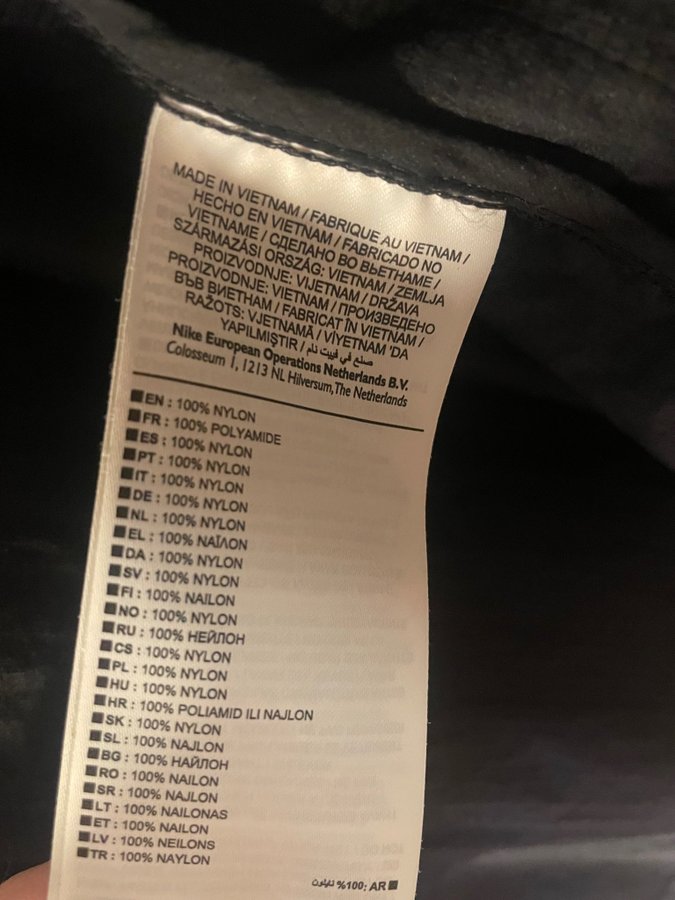 MADE IN VIETNAM / FABRIQUE AU VIETNAM /
HECHO EN VIETNAM / FABRICADO NO
VIETNAME / СДЕЛАНО ВО ВЬЕТНАМЕ /
SZÁRMAZÁSI ORSZÁG: VIETNAM / ZEMLJA
PROIZVODNJE: VIJETNAM / DRŽAVA
PROIZVODNJE: VIETNAM / ПРОИЗВЕДЕНО
ВЪВ ВИЕТНАМ / FABRICAT ÎN VIETNAM /
RAŽOTS: VJETNAMĀ / VİYETNAM 'DA
YAPILMIŞTIR / صنع في فييت نام
Nike European Operations Netherlands B.V.
Colosseum 1, 1213 NL Hilversum, The Netherlands
EN : 100% NYLON
FR : 100% POLYAMIDE
ES : 100% NYLON
PT : 100% NYLON
IT : 100% NYLON
DE : 100% NYLON
NL : 100% NYLON
EL : 100% ΝΑΪΛΟΝ
DA : 100% NYLON
SV : 100% NYLON
FI : 100% NAILON
NO : 100% NYLON
RU : 100% НЕЙЛОН
CS : 100% NYLON
PL : 100% NYLON
HU : 100% NYLON
HR : 100% POLIAMID ILI NAJLON
SK : 100% NYLON
SL : 100% NAJLON
BG : 100% НАЙЛОН
RO : 100% NAILON
SR : 100% NAJLON
LT : 100% NAILONAS
ET : 100% NAILON
LV : 100% NEILONS
TR : 100% NAYLON
AR :100% نايلون